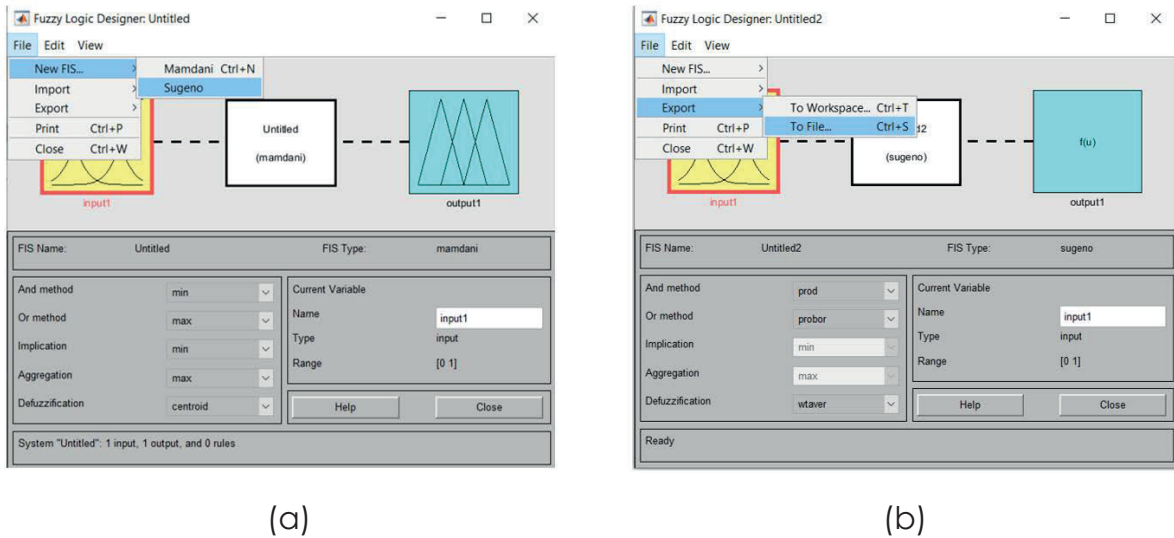 Fuzzy Logic Designer: Untitled
File Edit View
New FIS... >
Mamdani Ctrl+N
Import >
Sugeno
Export >
Print Ctrl+P
Close Ctrl+W
Untitled
(mamdani)
input1
output1
FIS Name: Untitled FIS Type: mamdani
And method min
Or method max
Implication min
Aggregation max
Defuzzification centroid
Current Variable
Name input1
Type input
Range [0 1]
Help Close
System "Untitled": 1 input, 1 output, and 0 rules
(a)
Fuzzy Logic Designer: Untitled2
File Edit View
New FIS... >
Import >
Export >
To Workspace... Ctrl+T
Print Ctrl+P
To File... Ctrl+S
Close Ctrl+W
d2
(sugeno)
f(u)
input1
output1
FIS Name: Untitled2 FIS Type: sugeno
And method prod
Or method probor
Implication min
Aggregation max
Defuzzification wtaver
Current Variable
Name input1
Type input
Range [0 1]
Help Close
Ready
(b)